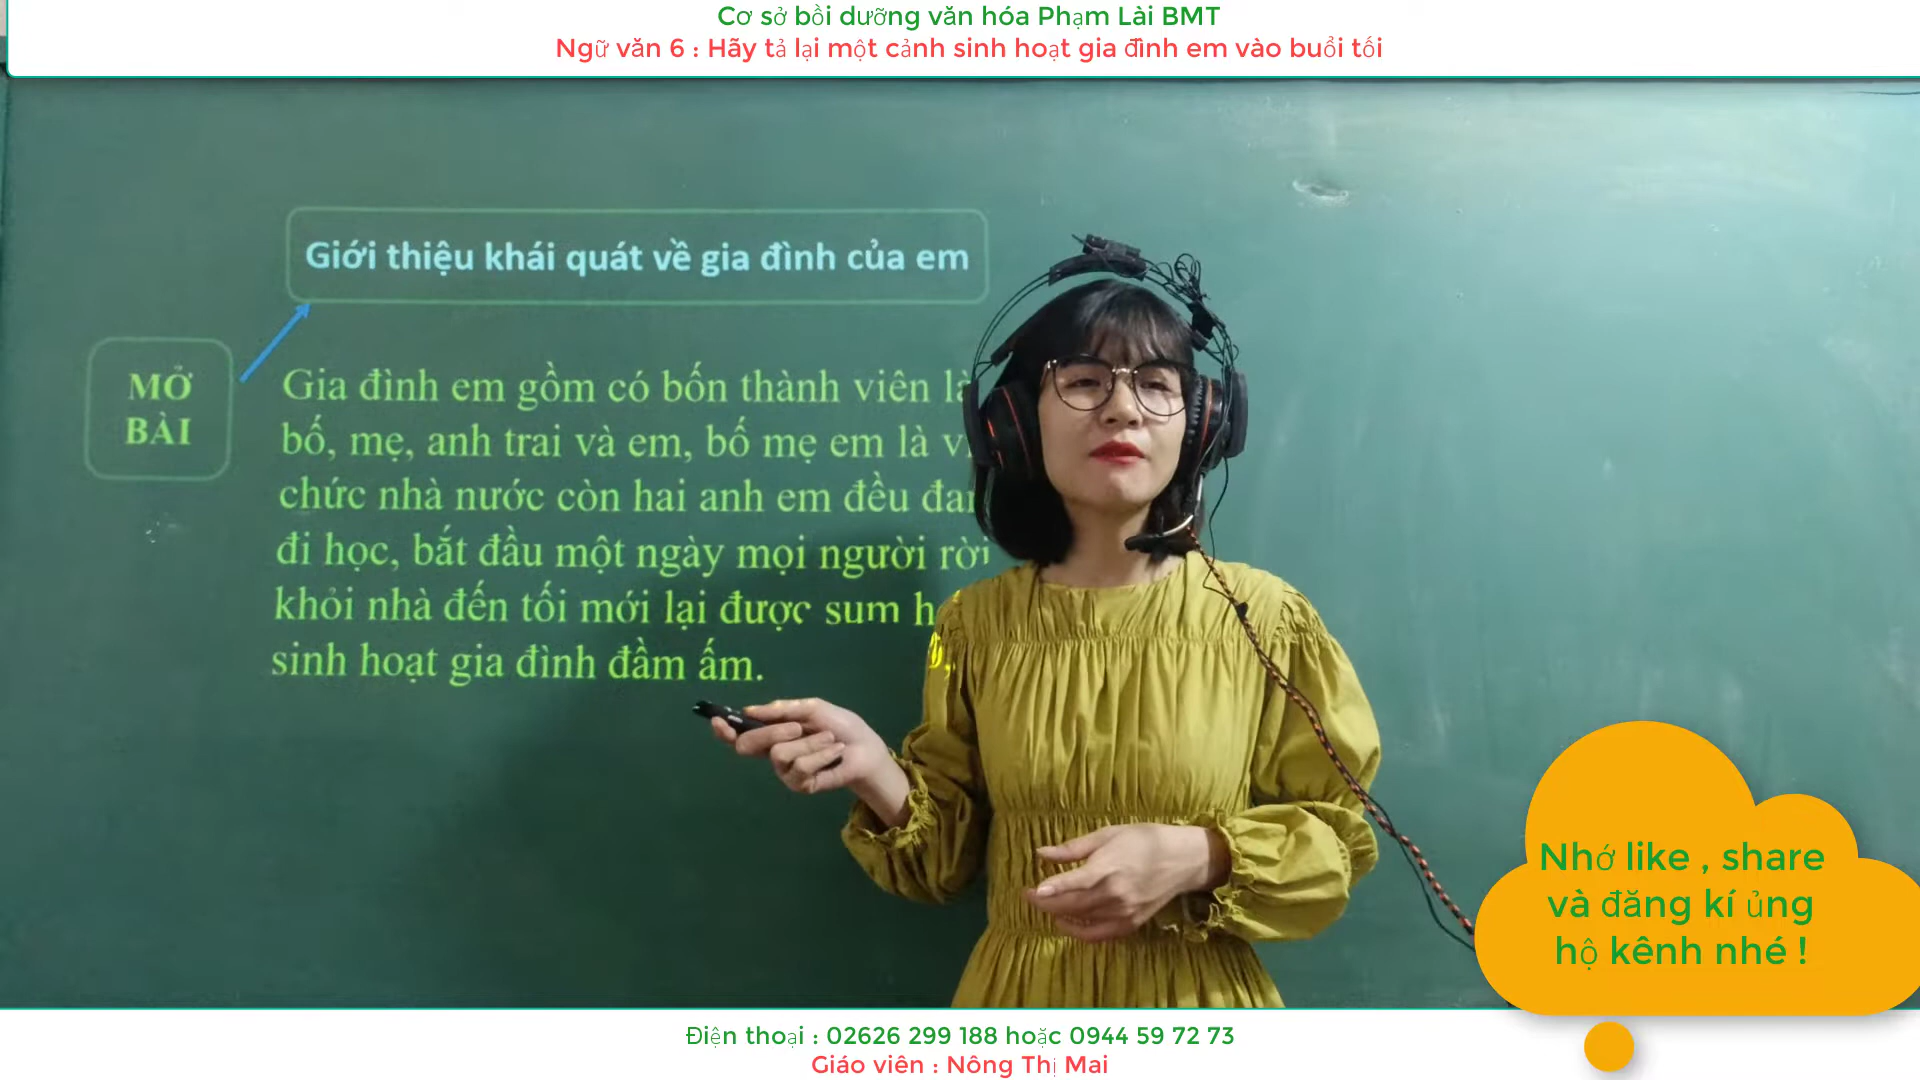 Cơ sở bồi dưỡng văn hóa Phạm Lài BMT
Ngữ văn 6 : Hãy tả lại một cảnh sinh hoạt gia đình em vào buổi tối
Giới thiệu khái quát về gia đình của em
MỞ
BÀI
Gia đình em gồm có bốn thành viên là
bố, mẹ, anh trai và em, bố mẹ em là
chức nhà nước còn hai anh em đều
đi học, bắt đầu một ngày mọi người rời
khỏi nhà đến tối mới lại được sum
sinh hoạt gia đình đầm ấm.
Nhớ like , share
và đăng kí ủng
hộ kênh nhé !
Điện thoại : 02626 299 188 hoặc 0944 59 72 73
Giáo viên : Nông Thị Mai